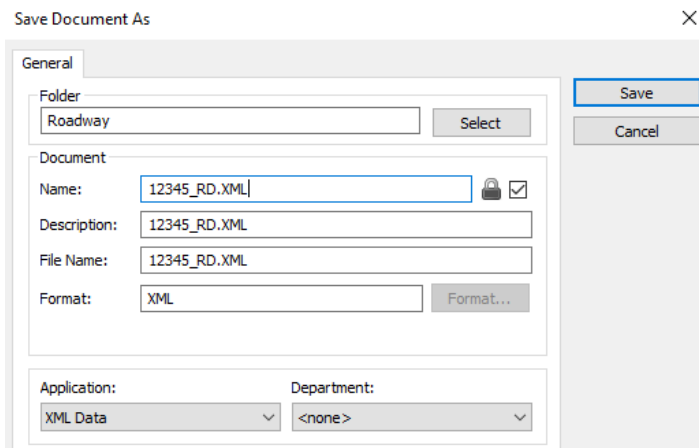 Save Document As
General
Folder
Roadway
Select
Save
Cancel
Document
Name: 12345_RD.XML
Description: 12345_RD.XML
File Name: 12345_RD.XML
Format: XML Format...
Application: Department:
XML Data <none>